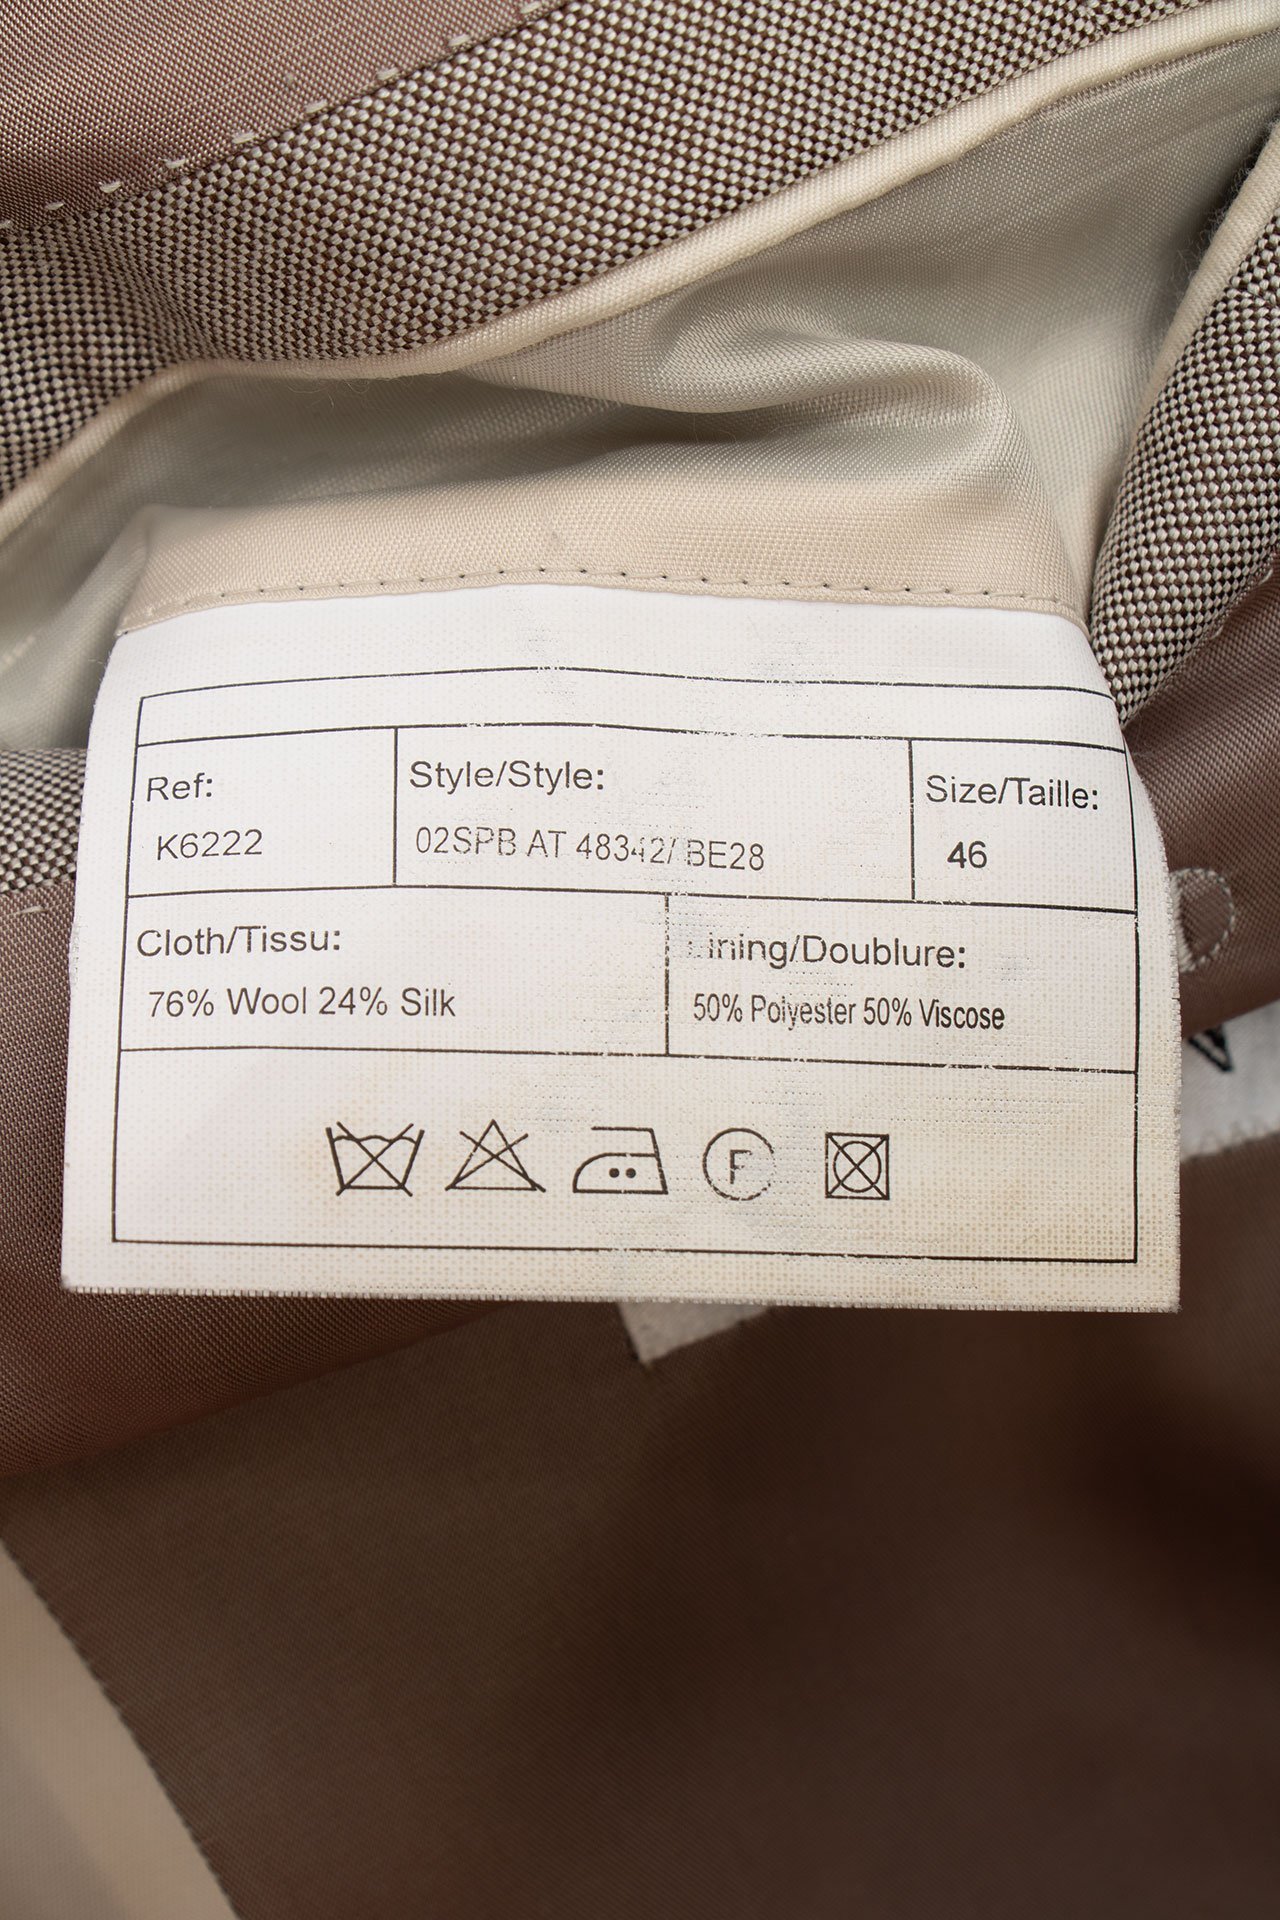 Ref:
K6222
Style/Style:
02SPB AT 48342/ BE28
Size/Taille:
46
Cloth/Tissu:
76% Wool 24% Silk
Lining/Doublure:
50% Polyester 50% Viscose
F